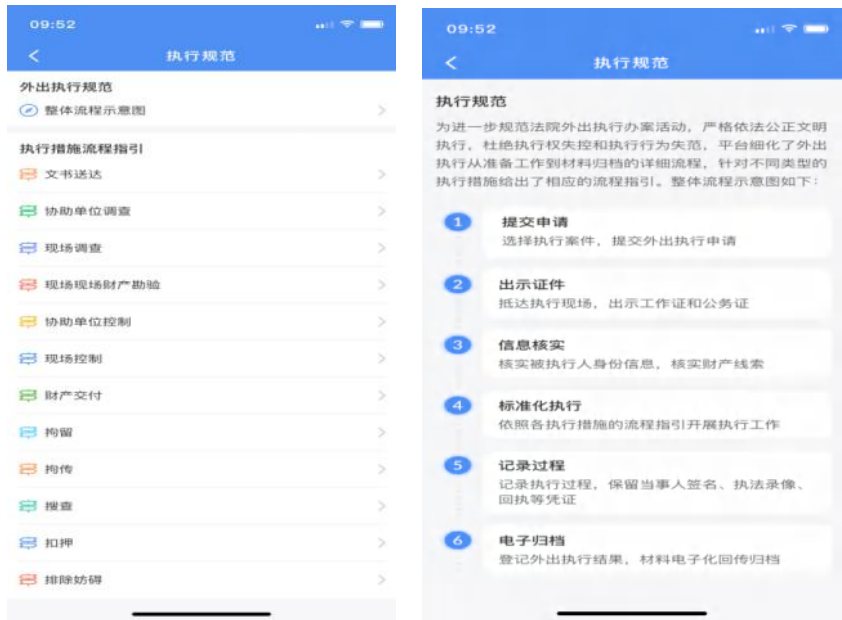 09:52
执行规范
外出执行规范
整体流程示意图
执行措施流程指引
文书送达
协助单位调查
现场调查
现场现场财产勘验
协助单位控制
现场控制
财产交付
拘留
拘传
搜查
扣押
排除妨碍
09:52
执行规范
执行规范
为进一步规范法院外出执行办案活动，严格依法公正文明
执行，杜绝执行权失控和执行行为失范，平台细化了外出
执行从准备工作到材料归档的详细流程，针对不同类型的
执行措施给出了相应的流程指引。整体流程示意图如下：
1 提交申请
选择执行案件，提交外出执行申请
2 出示证件
抵达执行现场，出示工作证和公务证
3 信息核实
核实被执行人身份信息，核实财产线索
4 标准化执行
依照各执行措施的流程指引开展执行工作
5 记录过程
记录执行过程，保留当事人签名、执法录像、
回执等凭证
6 电子归档
登记外出执行结果，材料电子化回传归档